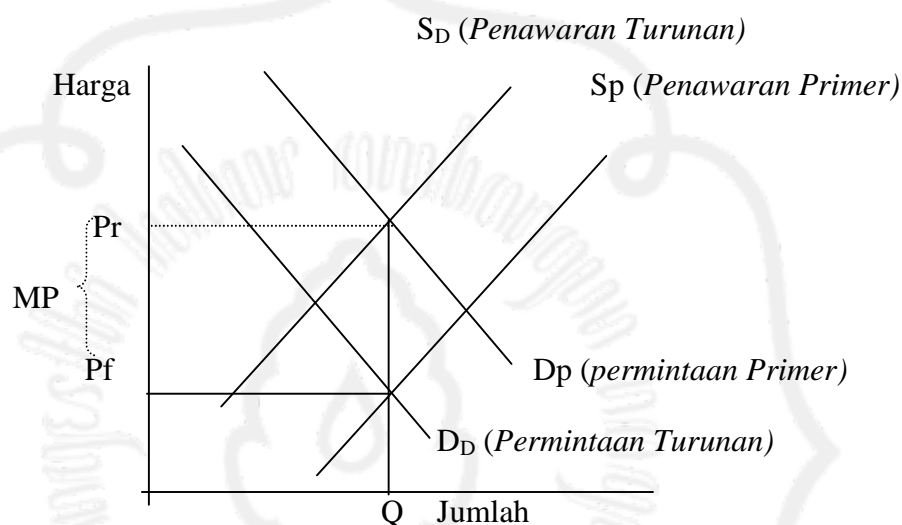 S_D (Penawaran Turunan)
Harga
Sp (Penawaran Primer)
Pr
MP
Pf
Dp (permintaan Primer)
D_D (Permintaan Turunan)
Q Jumlah